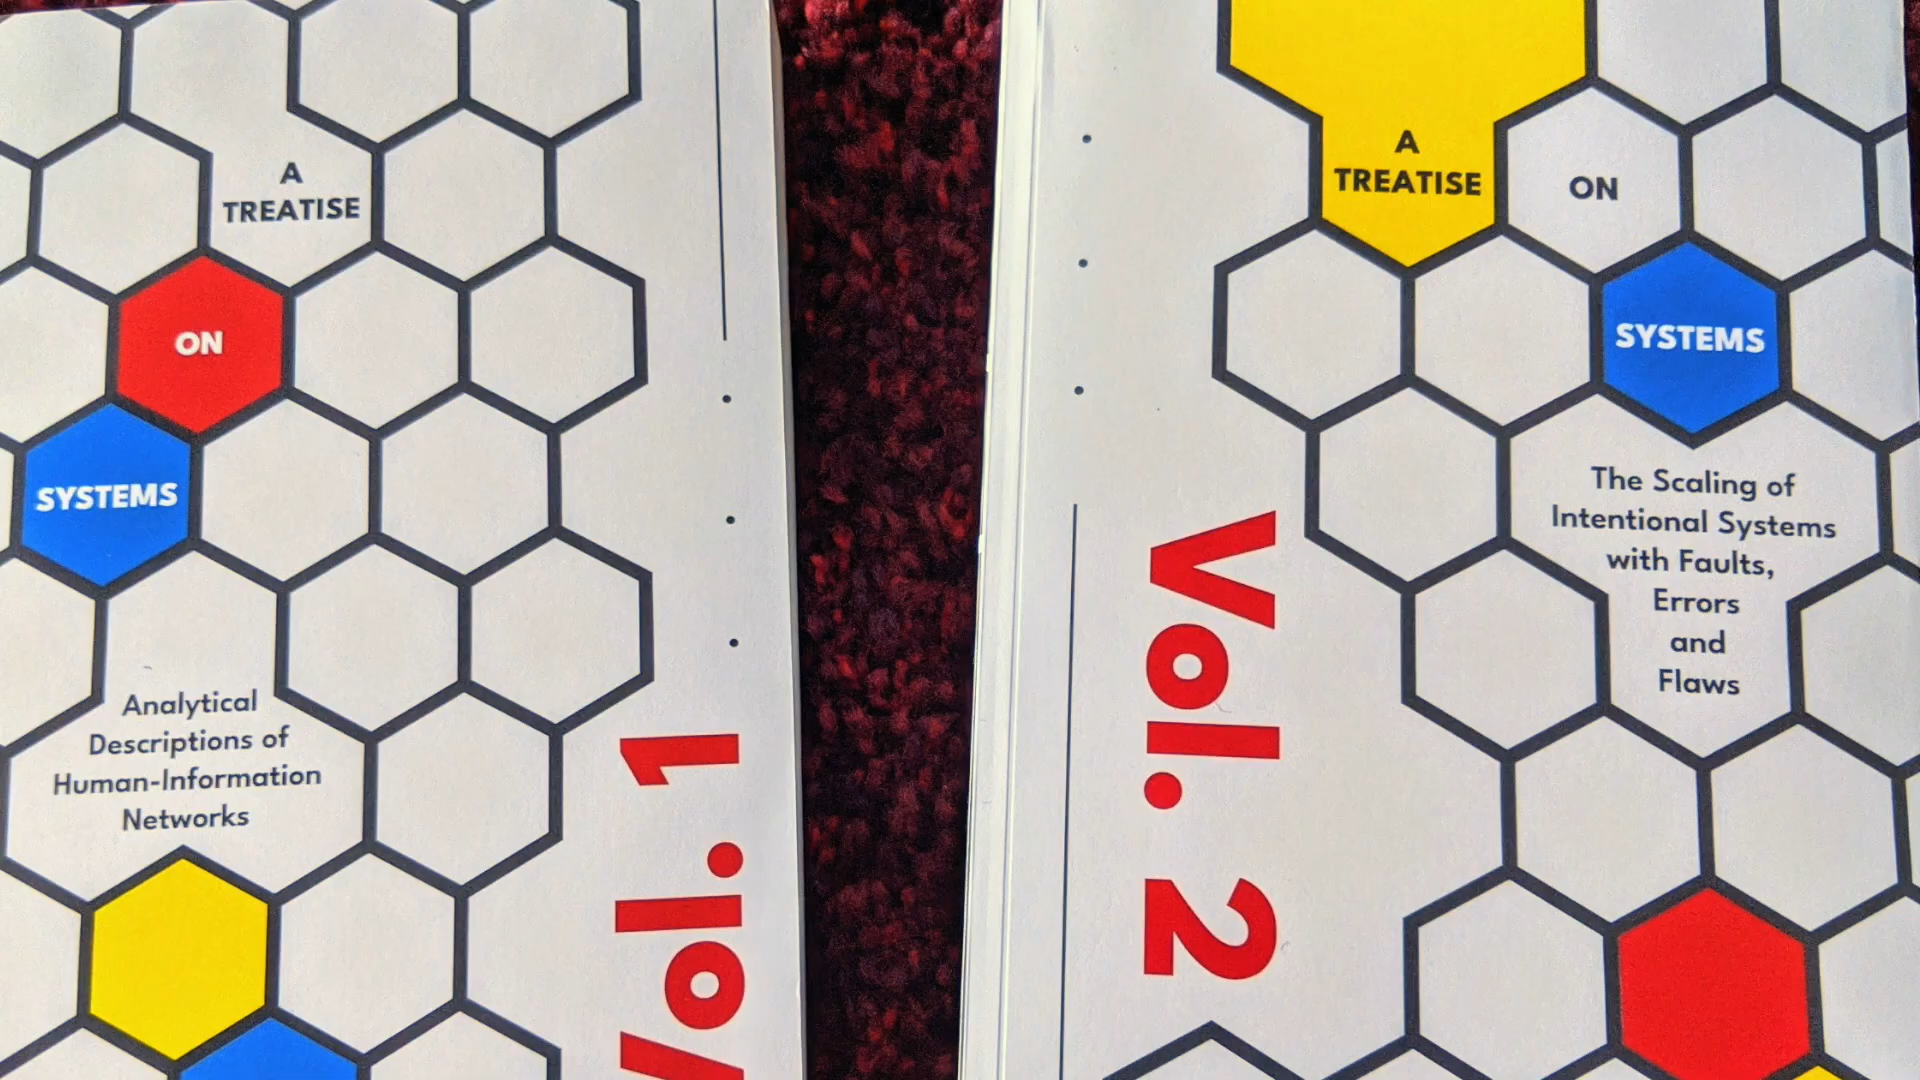 A
TREATISE
ON
SYSTEMS
Analytical
Descriptions of
Human-Information
Networks
Vol. 1
A
TREATISE
ON
SYSTEMS
The Scaling of
Intentional Systems
with Faults,
Errors
and
Flaws
Vol. 2